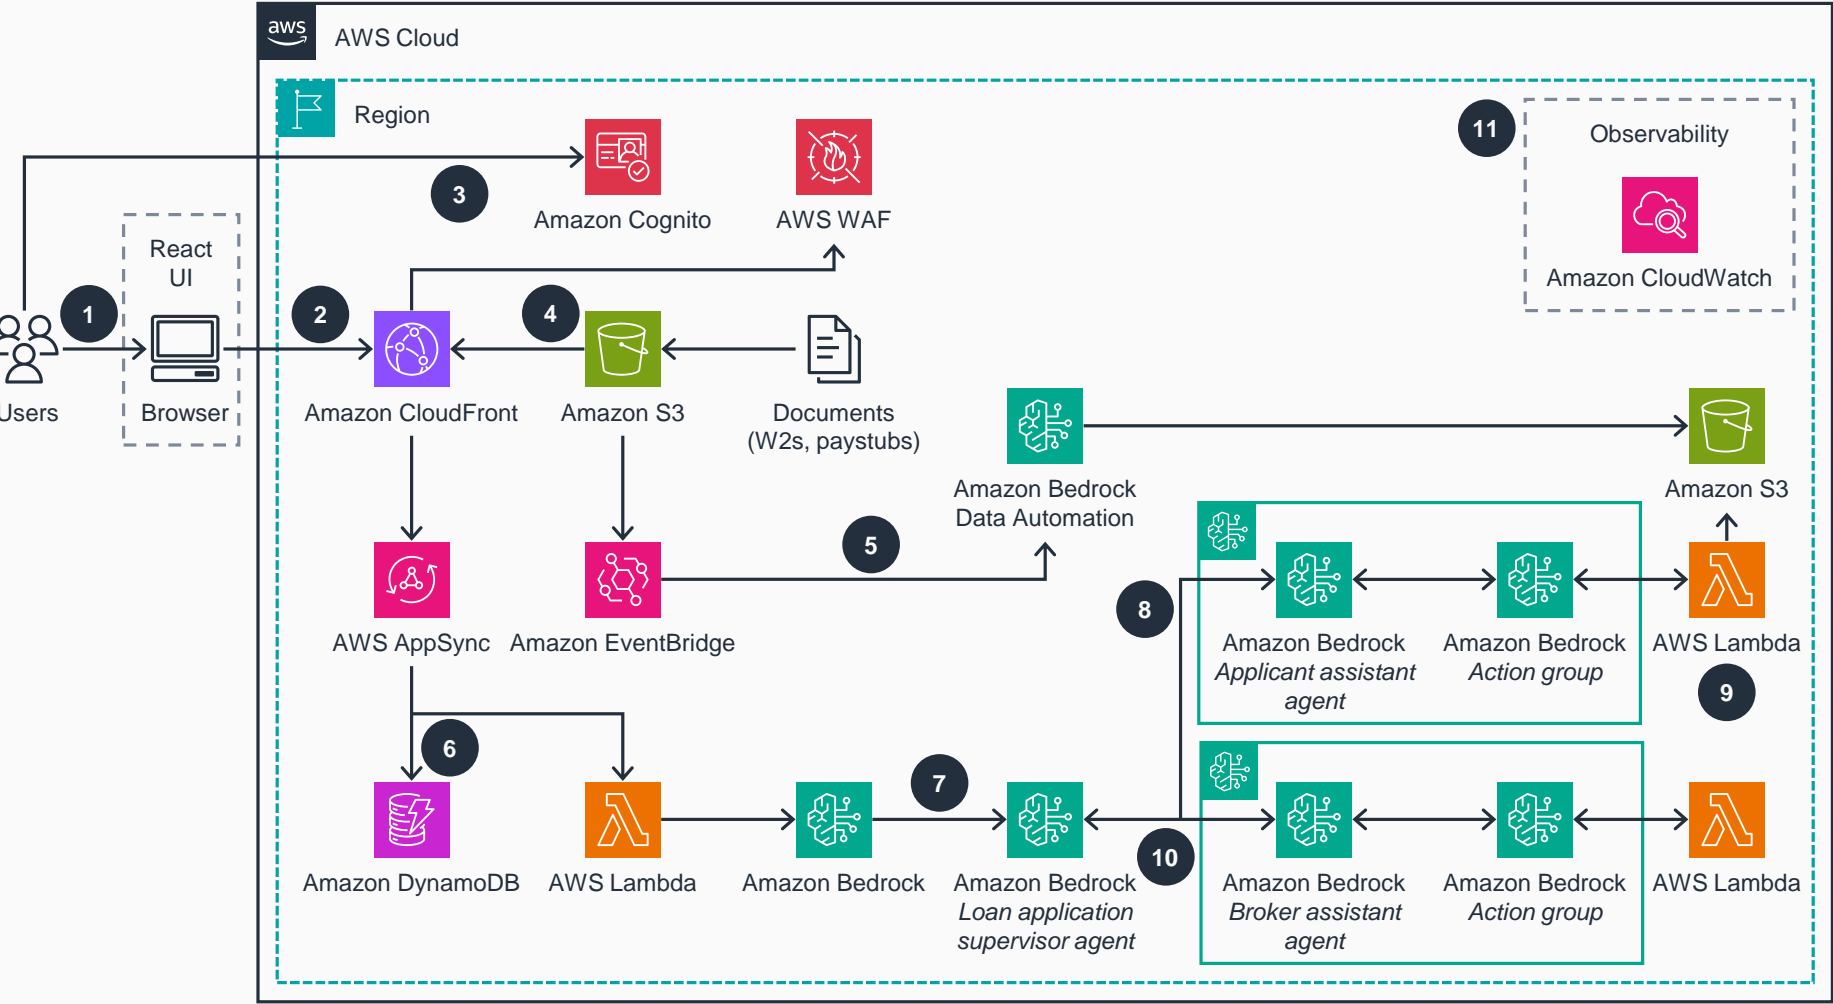 aws
AWS Cloud
Region
11
Observability
Amazon CloudWatch
3
Amazon Cognito
AWS WAF
React
UI
1
2
4
Users
Browser
Amazon CloudFront
Amazon S3
Documents
(W2s, paystubs)
Amazon Bedrock
Data Automation
Amazon S3
5
AWS AppSync
Amazon EventBridge
8
Amazon Bedrock
Applicant assistant
agent
Amazon Bedrock
Action group
AWS Lambda
9
6
7
10
Amazon DynamoDB
AWS Lambda
Amazon Bedrock
Amazon Bedrock
Loan application
supervisor agent
Amazon Bedrock
Broker assistant
agent
Amazon Bedrock
Action group
AWS Lambda